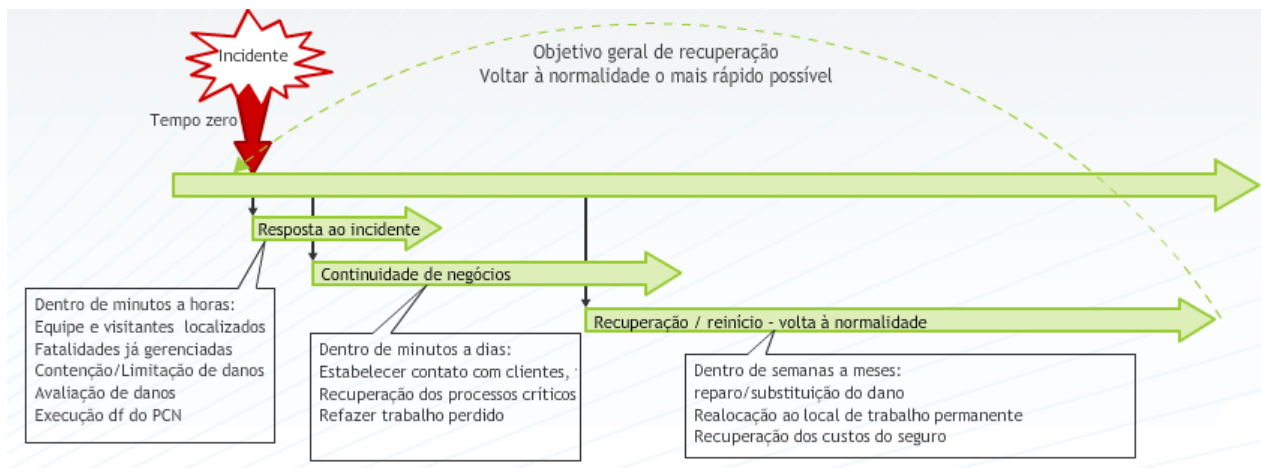 Incidente
Objetivo geral de recuperação
Voltar à normalidade o mais rápido possível
Tempo zero
Resposta ao incidente
Continuidade de negócios
Recuperação / reinício - volta à normalidade
Dentro de minutos a horas:
Equipe e visitantes localizados
Fatalidades já gerenciadas
Contenção/Limitação de danos
Avaliação de danos
Execução df do PCN
Dentro de minutos a dias:
Estabelecer contato com clientes,
Recuperação dos processos críticos
Refazer trabalho perdido
Dentro de semanas a meses:
reparo/substituição do dano
Realocação ao local de trabalho permanente
Recuperação dos custos do seguro